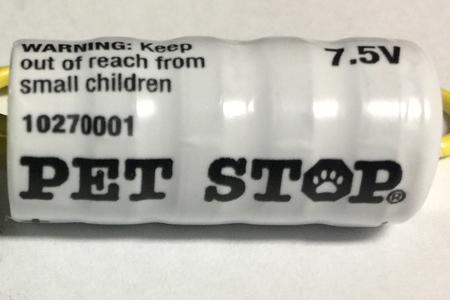 WARNING: Keep
out of reach from
small children
7.5V
10270001
PET STOP®